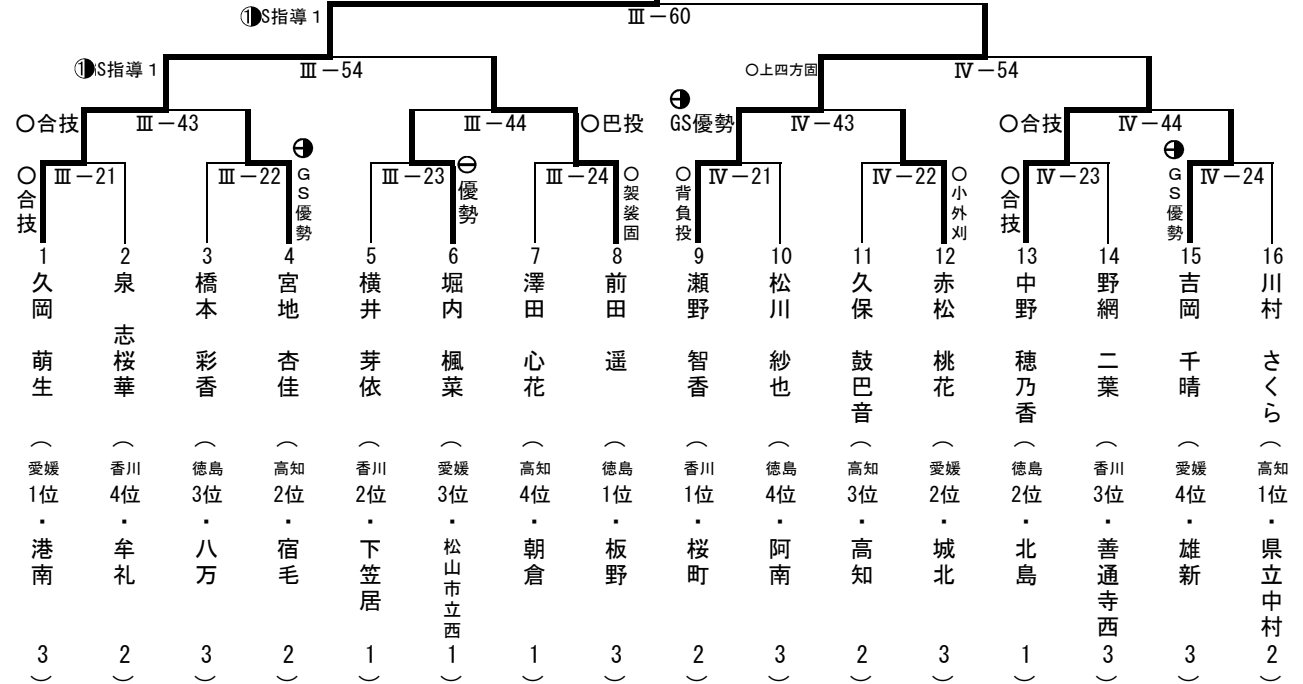 ①◑GS指導1
Ⅲ－60
①◑GS指導1
Ⅲ－54
○上四方固
Ⅳ－54
○合技
Ⅲ－43
Ⅲ－44
○巴投
GS優勢
Ⅳ－43
○合技
Ⅳ－44
○合技
Ⅲ－21
Ⅲ－22
GS優勢
Ⅲ－23
⊖優勢
Ⅲ－24
○袈裟固
○背負投
Ⅳ－21
Ⅳ－22
○小外刈
○合技
Ⅳ－23
GS優勢
Ⅳ－24
1 久岡 萌生 （愛媛1位・港南 3）
2 泉 志桜華 （香川4位・牟礼 2）
3 橋本 彩香 （徳島3位・八万 3）
4 宮地 杏佳 （高知2位・宿毛 2）
5 横井 芽依 （香川2位・下笠居 1）
6 堀内 楓菜 （愛媛3位・松山市立西 1）
7 澤田 心花 （高知4位・朝倉 1）
8 前田 遥 （徳島1位・板野 3）
9 瀬野 智香 （香川1位・桜町 2）
10 松川 紗也 （徳島4位・阿南 3）
11 久保 鼓巴音 （高知3位・高知 2）
12 赤松 桃花 （愛媛2位・城北 3）
13 中野 穂乃香 （徳島2位・北島 1）
14 野網 二葉 （香川3位・善通寺西 3）
15 吉岡 千晴 （愛媛4位・雄新 3）
16 川村 さくら （高知1位・県立中村 2）